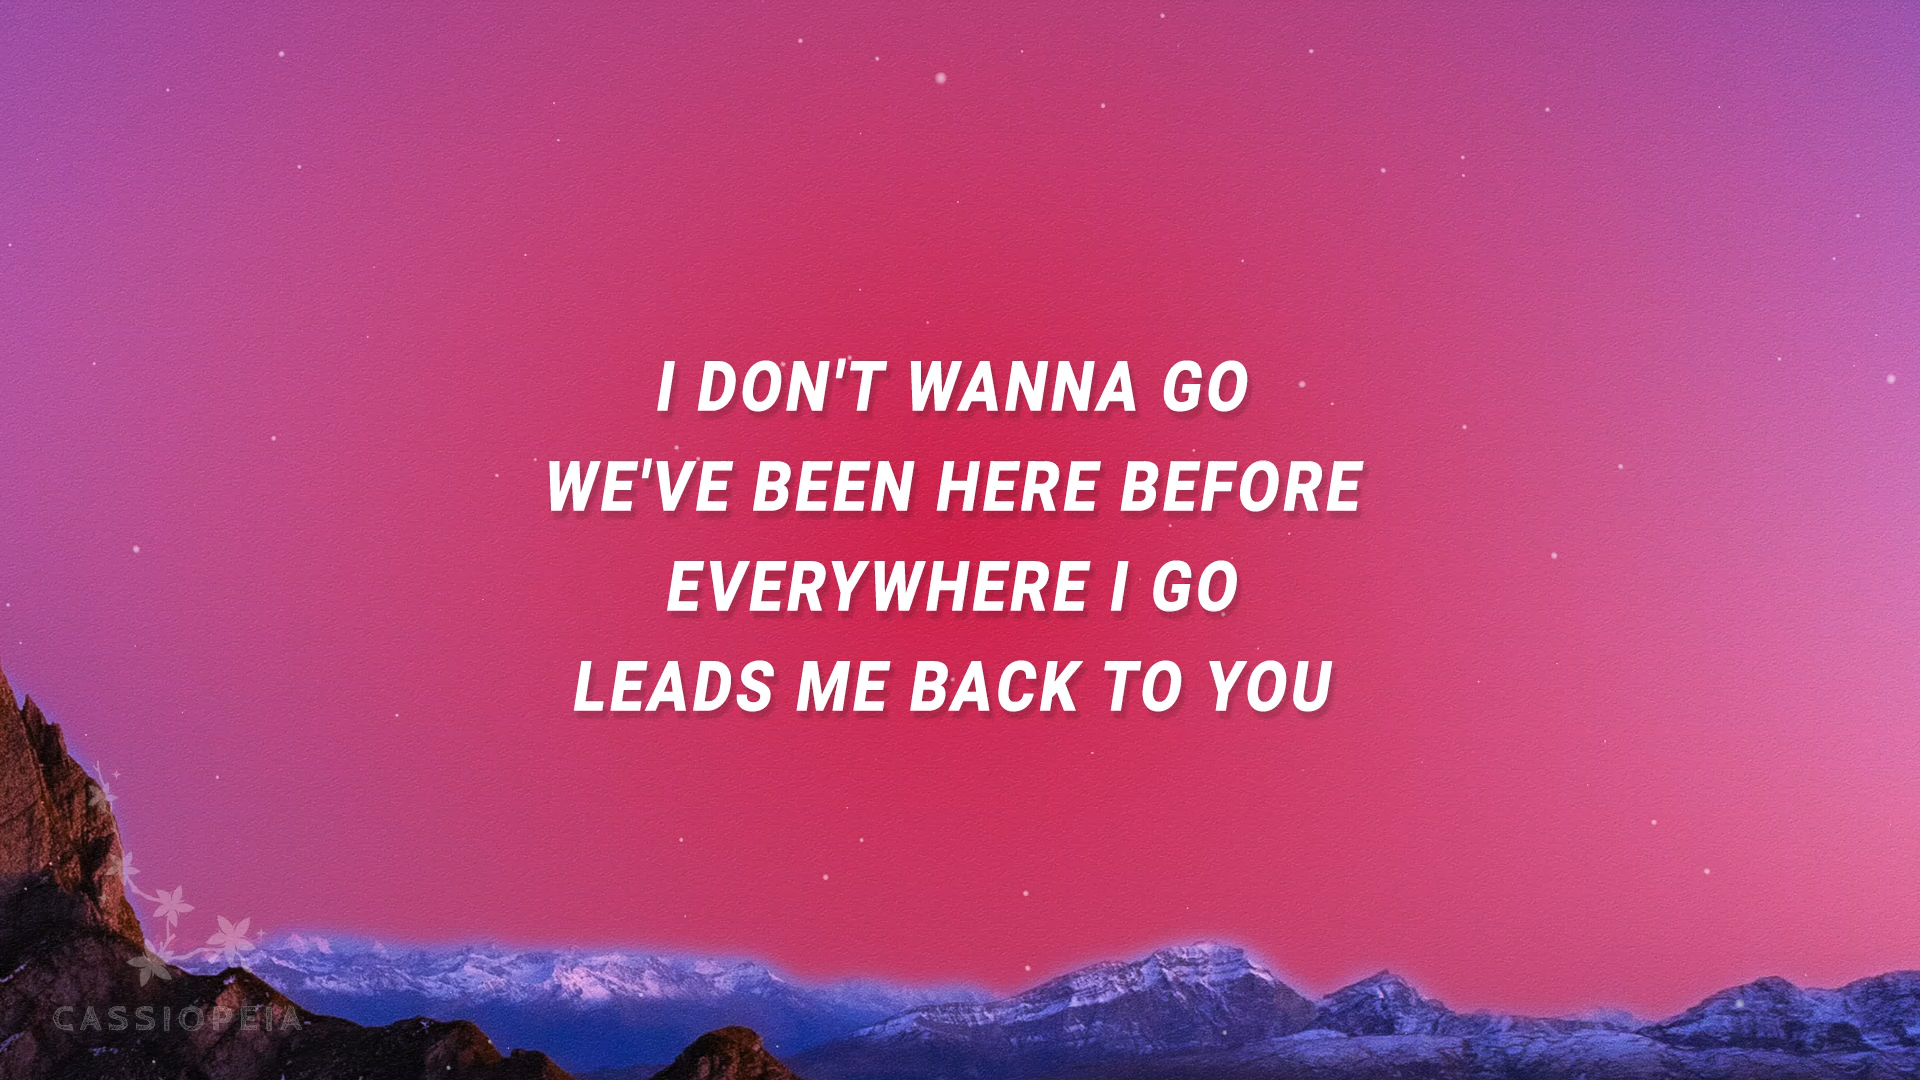 I DON'T WANNA GO
WE'VE BEEN HERE BEFORE
EVERYWHERE I GO
LEADS ME BACK TO YOU
CASSIOPEIA